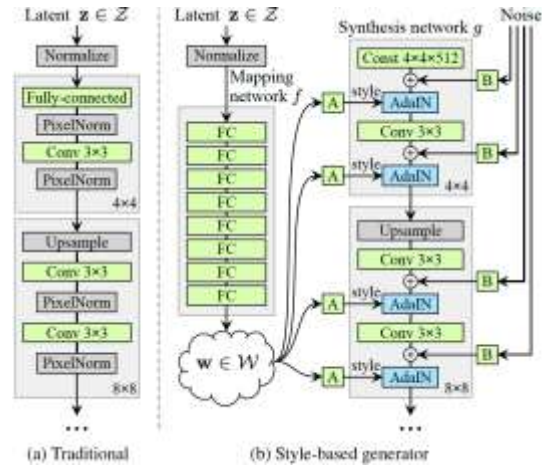 Latent z ∈ Z
Normalize
Fully-connected
PixelNorm
Conv 3×3
PixelNorm
4×4
Upsample
Conv 3×3
PixelNorm
Conv 3×3
PixelNorm
8×8
...
(a) Traditional
Latent z ∈ Z
Normalize
Mapping
network f
FC
FC
FC
FC
FC
FC
FC
FC
w ∈ W
Synthesis network g
Noise
Const 4×4×512
B
A
style
AdaIN
Conv 3×3
B
A
style
AdaIN
4×4
Upsample
Conv 3×3
B
A
style
AdaIN
Conv 3×3
B
A
style
AdaIN
8×8
...
(b) Style-based generator